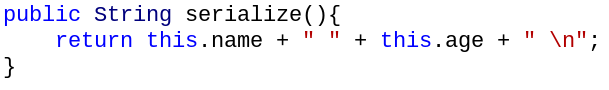 public String serialize(){
    return this.name + " " + this.age + " \n";
}